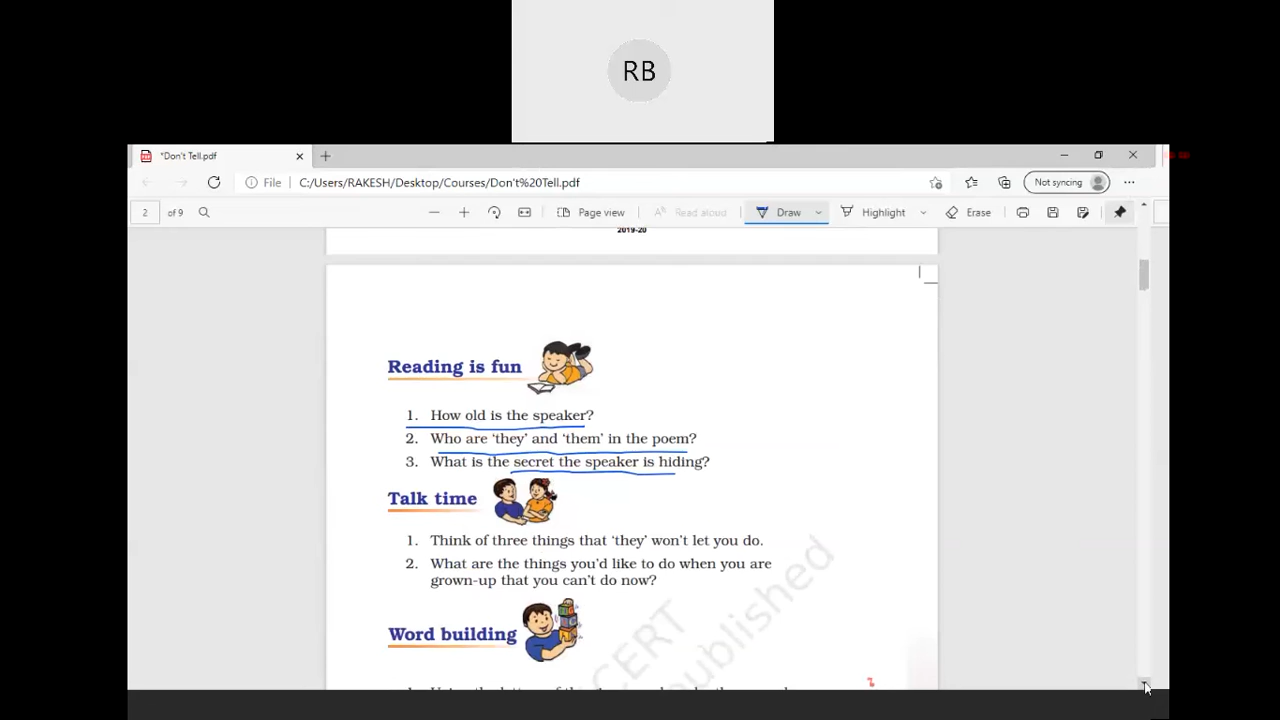 RB
*Don't Tell.pdf
File C:/Users/RAKESH/Desktop/Courses/Don't%20Tell.pdf Not syncing
2 of 9 Page view Read aloud Draw Highlight Erase
2019-20
Reading is fun
1. How old is the speaker?
2. Who are ‘they’ and ‘them’ in the poem?
3. What is the secret the speaker is hiding?
Talk time
1. Think of three things that ‘they’ won’t let you do.
2. What are the things you’d like to do when you are
grown-up that you can’t do now?
Word building
CERT
published